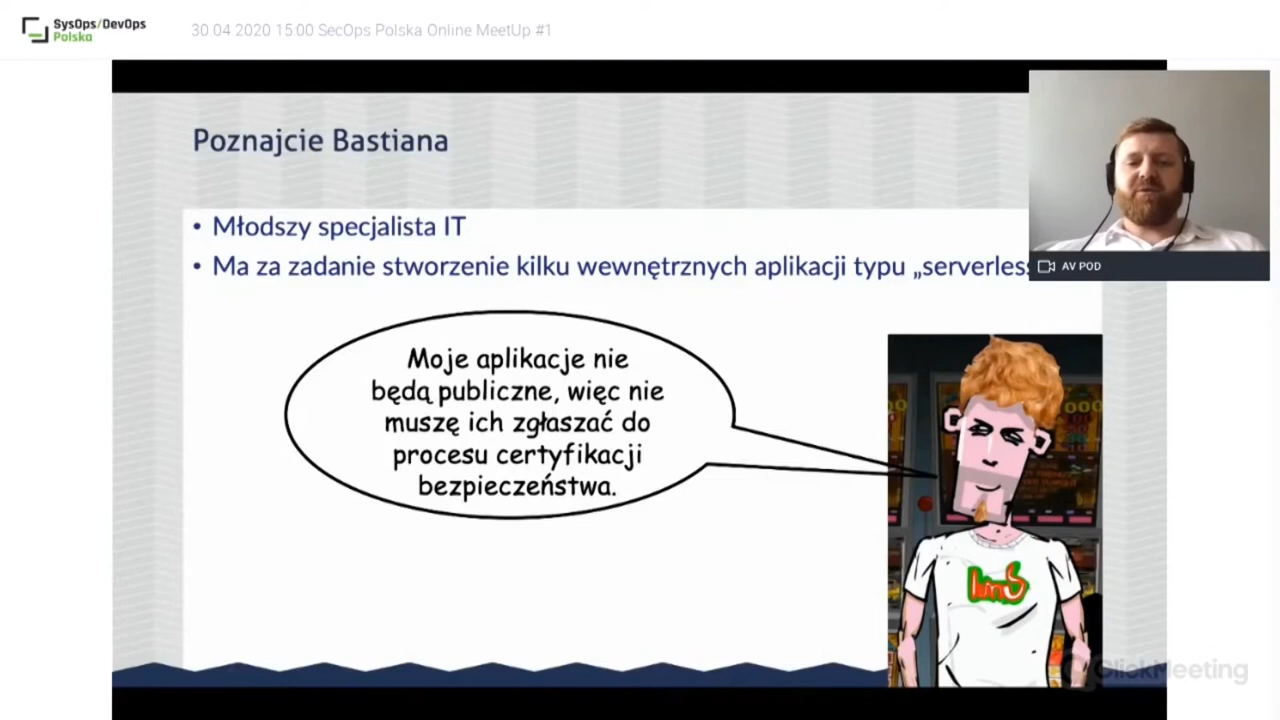 SysOps/DevOps
Polska
30.04.2020 15:00 SecOps Polska Online MeetUp #1
Poznajcie Bastiana
• Młodszy specjalista IT
• Ma za zadanie stworzenie kilku wewnętrznych aplikacji typu „serverless
AV POD
Moje aplikacje nie
będą publiczne, więc nie
muszę ich zgłaszać do
procesu certyfikacji
bezpieczeństwa.
ClickMeeting